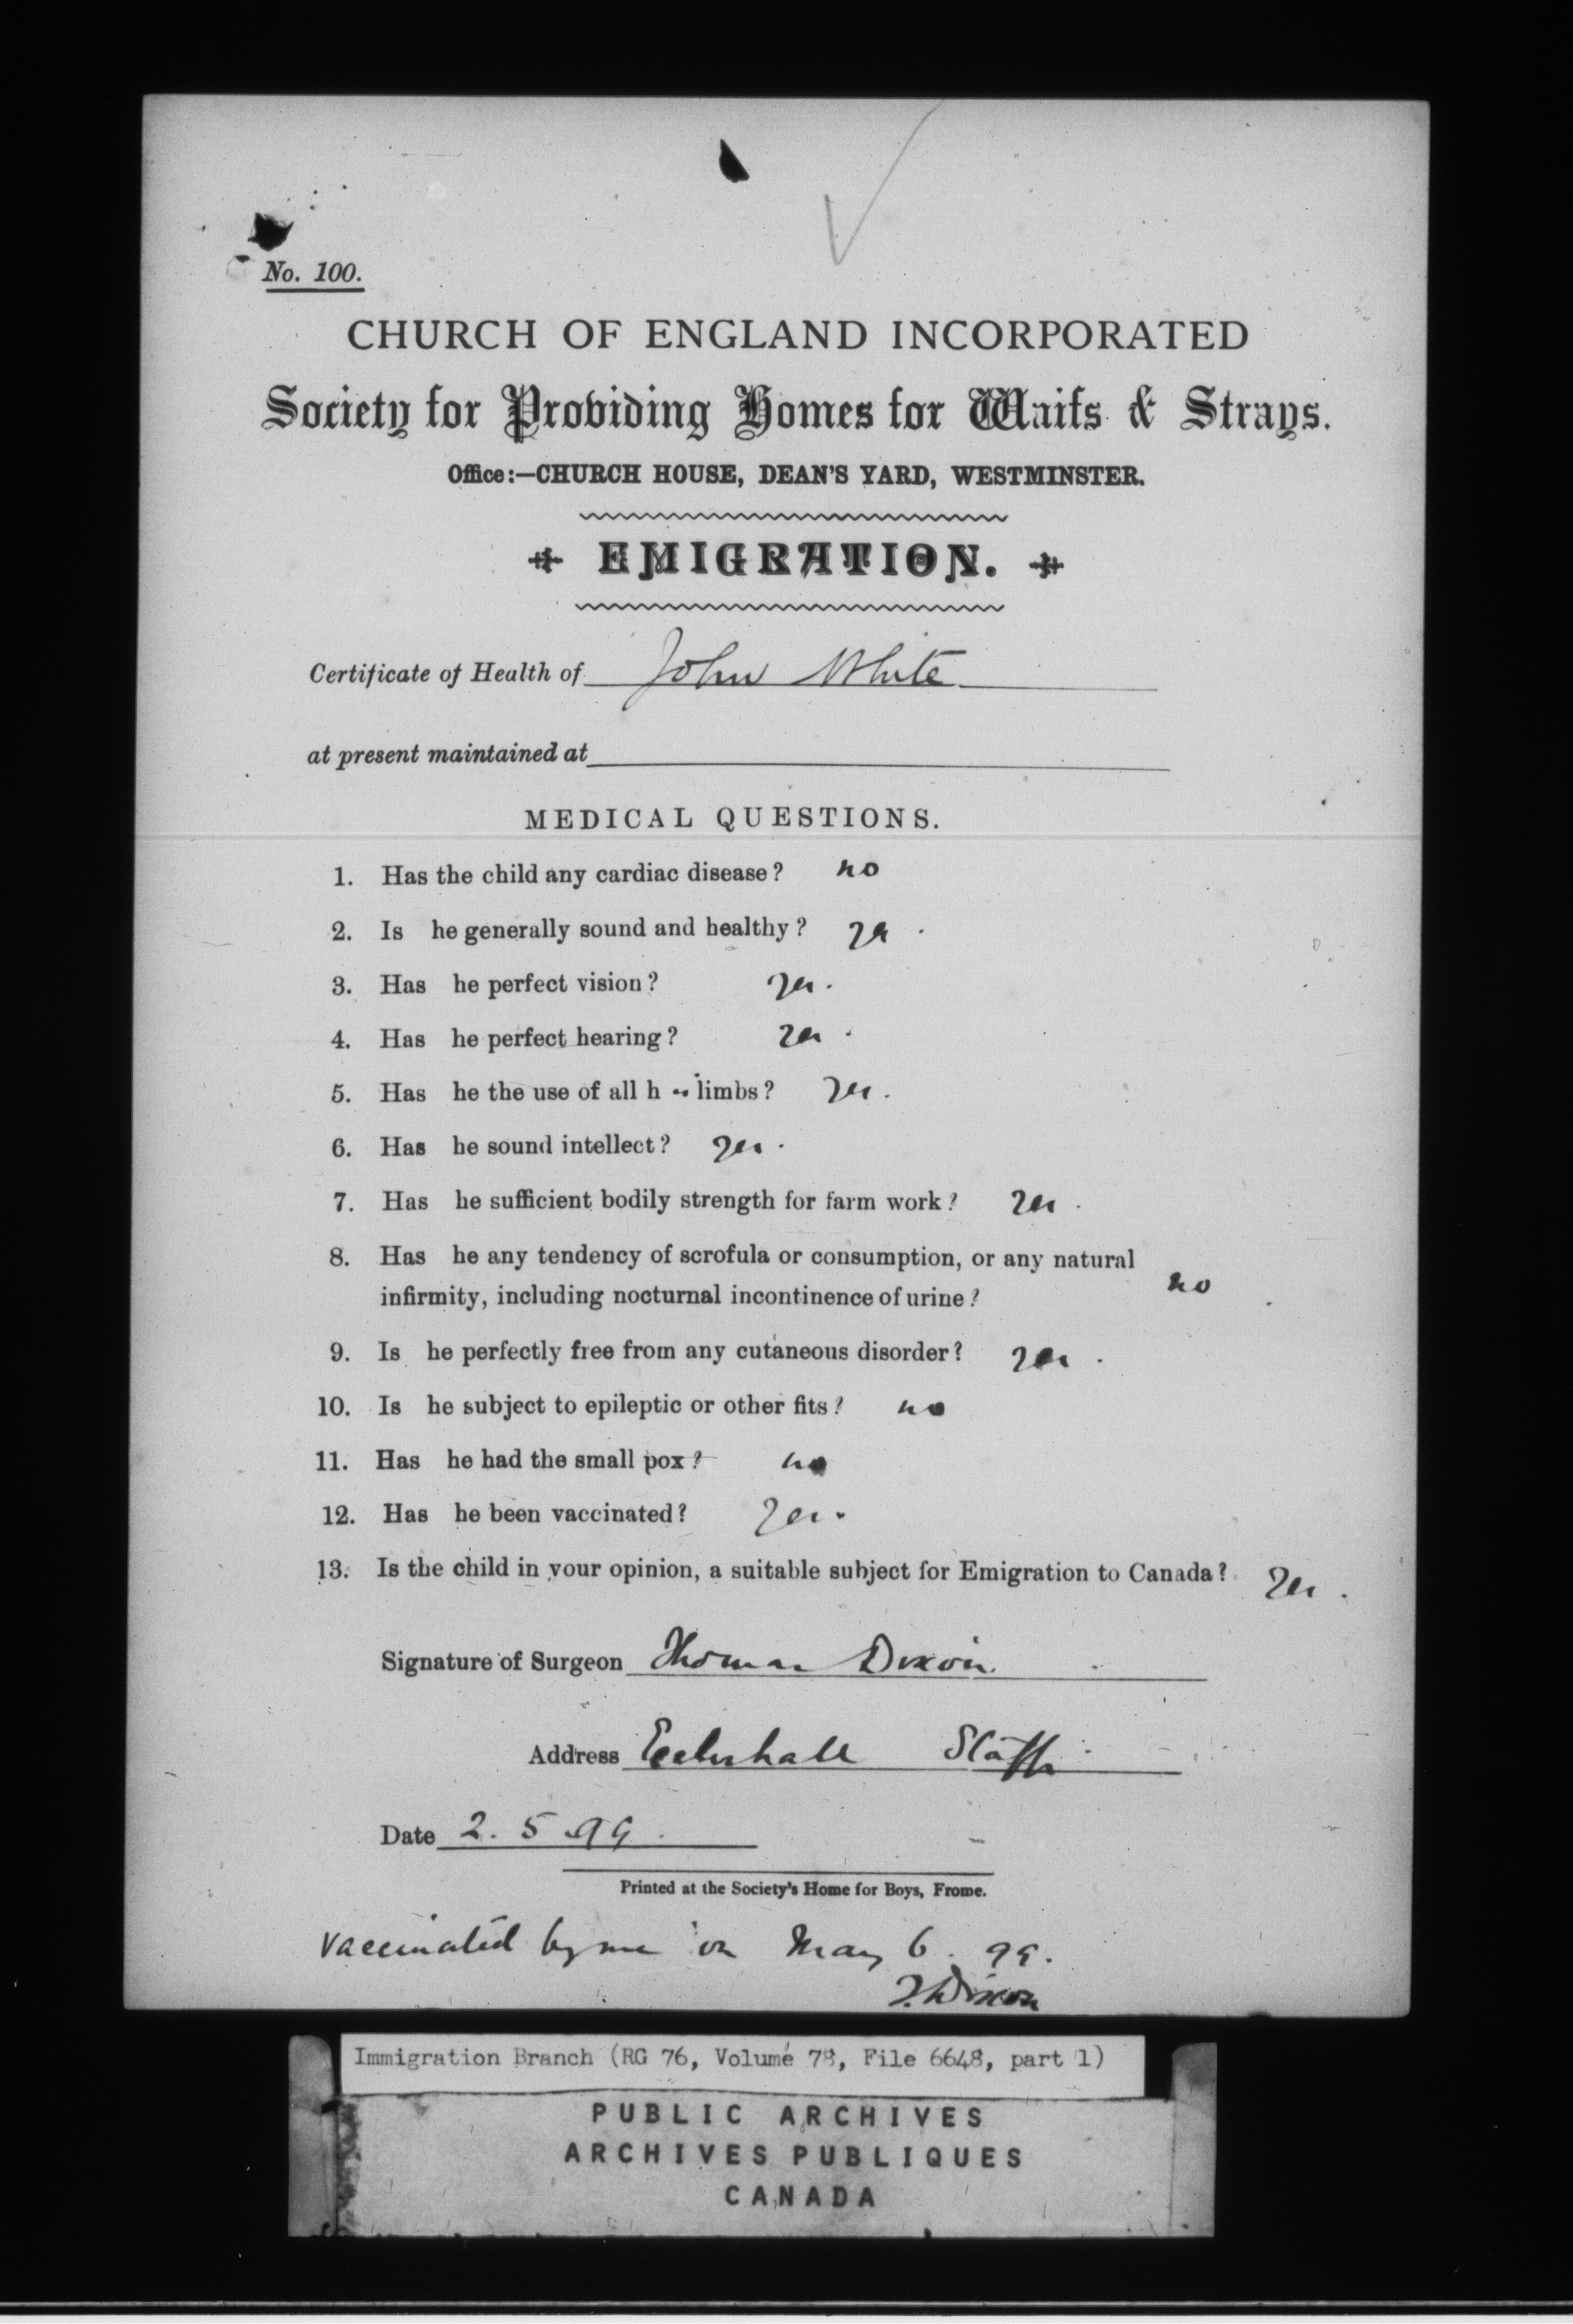 No. 100.
CHURCH OF ENGLAND INCORPORATED
Society for Providing Homes for Waifs & Strays.
Office:—CHURCH HOUSE, DEAN'S YARD, WESTMINSTER.
EMIGRATION.
Certificate of Health of John White
at present maintained at
MEDICAL QUESTIONS.
1. Has the child any cardiac disease? no
2. Is he generally sound and healthy? yes.
3. Has he perfect vision? yes.
4. Has he perfect hearing? yes.
5. Has he the use of all h is limbs? yes.
6. Has he sound intellect? yes.
7. Has he sufficient bodily strength for farm work? yes.
8. Has he any tendency of scrofula or consumption, or any natural
infirmity, including nocturnal incontinence of urine? no
9. Is he perfectly free from any cutaneous disorder? yes.
10. Is he subject to epileptic or other fits? no
11. Has he had the small pox? no
12. Has he been vaccinated? yes.
13. Is the child in your opinion, a suitable subject for Emigration to Canada? yes.
Signature of Surgeon Thomas Dixon.
Address Eccleshall Staffs
Date 2. 5. 99.
Printed at the Society's Home for Boys, Frome.
vaccinated by me on May 6. 99.
T. Dixon
Immigration Branch (RG 76, Volume 78, File 6648, part 1)
PUBLIC ARCHIVES
ARCHIVES PUBLIQUES
CANADA